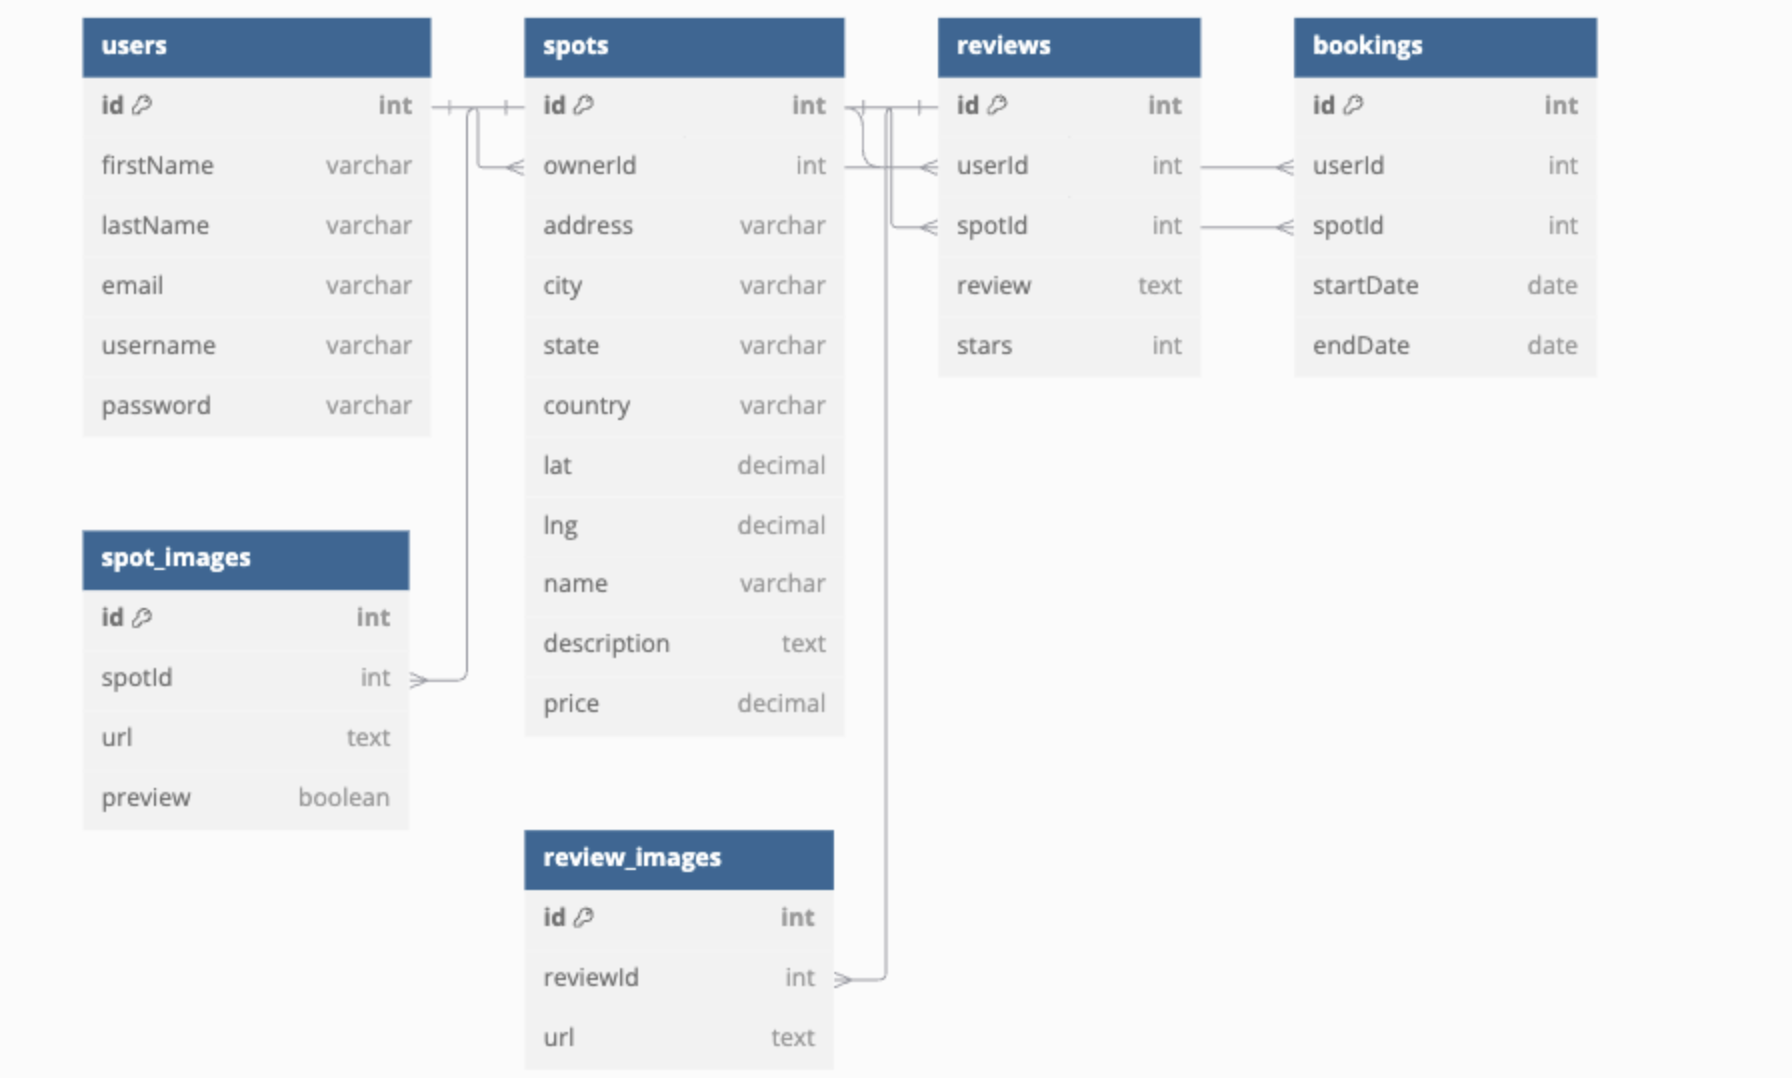 users
id int
firstName varchar
lastName varchar
email varchar
username varchar
password varchar
spots
id int
ownerId int
address varchar
city varchar
state varchar
country varchar
lat decimal
lng decimal
name varchar
description text
price decimal
reviews
id int
userId int
spotId int
review text
stars int
bookings
id int
userId int
spotId int
startDate date
endDate date
spot_images
id int
spotId int
url text
preview boolean
review_images
id int
reviewId int
url text